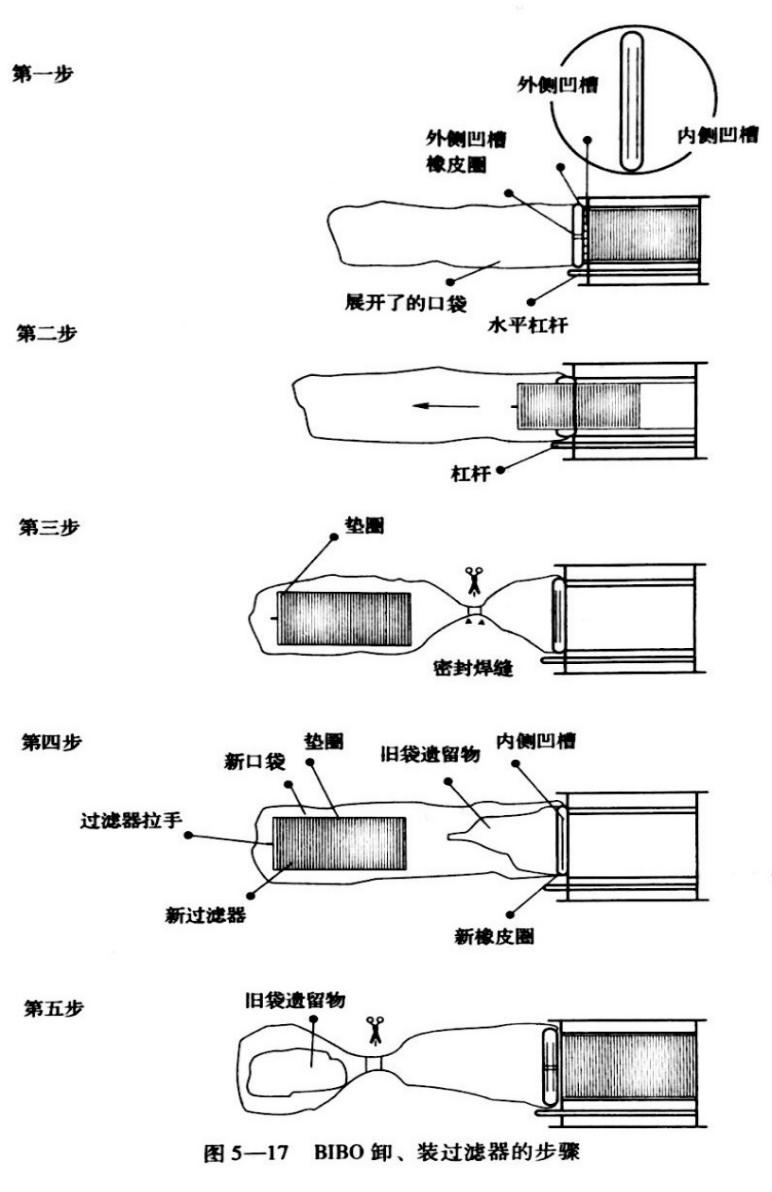 第一步
外侧凹槽
内侧凹槽
外侧凹槽
橡皮圈
展开了的口袋
水平杠杆
第二步
杠杆
第三步
垫圈
密封焊缝
第四步
新口袋
垫圈
旧袋遗留物
内侧凹槽
过滤器拉手
新过滤器
新橡皮圈
第五步
旧袋遗留物
图 5—17 BIBO 卸、装过滤器的步骤